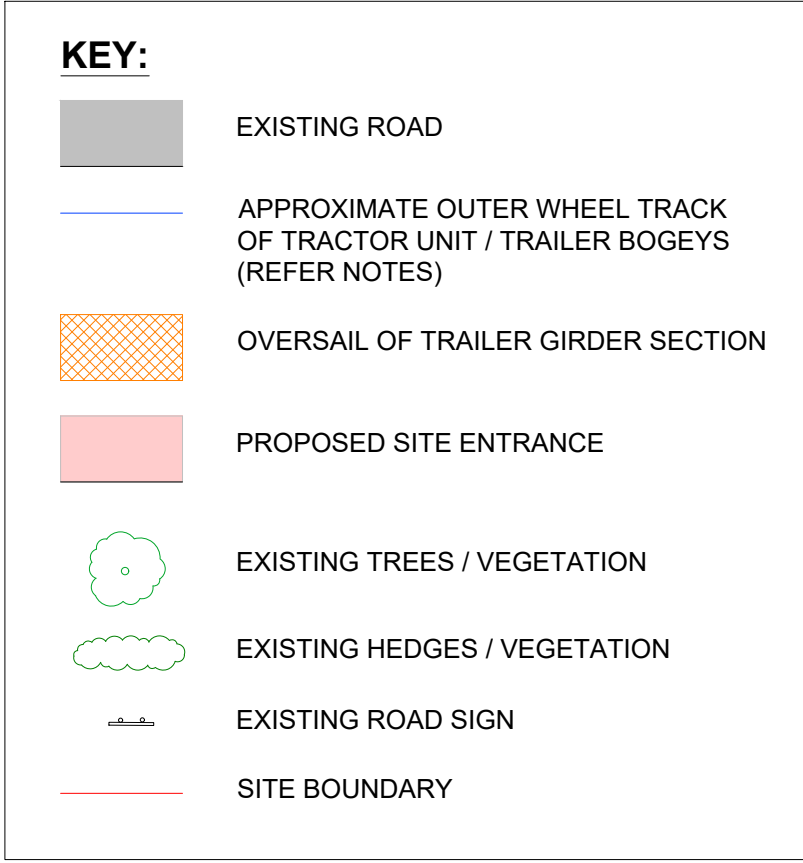 KEY:
EXISTING ROAD
APPROXIMATE OUTER WHEEL TRACK
OF TRACTOR UNIT / TRAILER BOGEYS
(REFER NOTES)
OVERSAIL OF TRAILER GIRDER SECTION
PROPOSED SITE ENTRANCE
EXISTING TREES / VEGETATION
EXISTING HEDGES / VEGETATION
EXISTING ROAD SIGN
SITE BOUNDARY